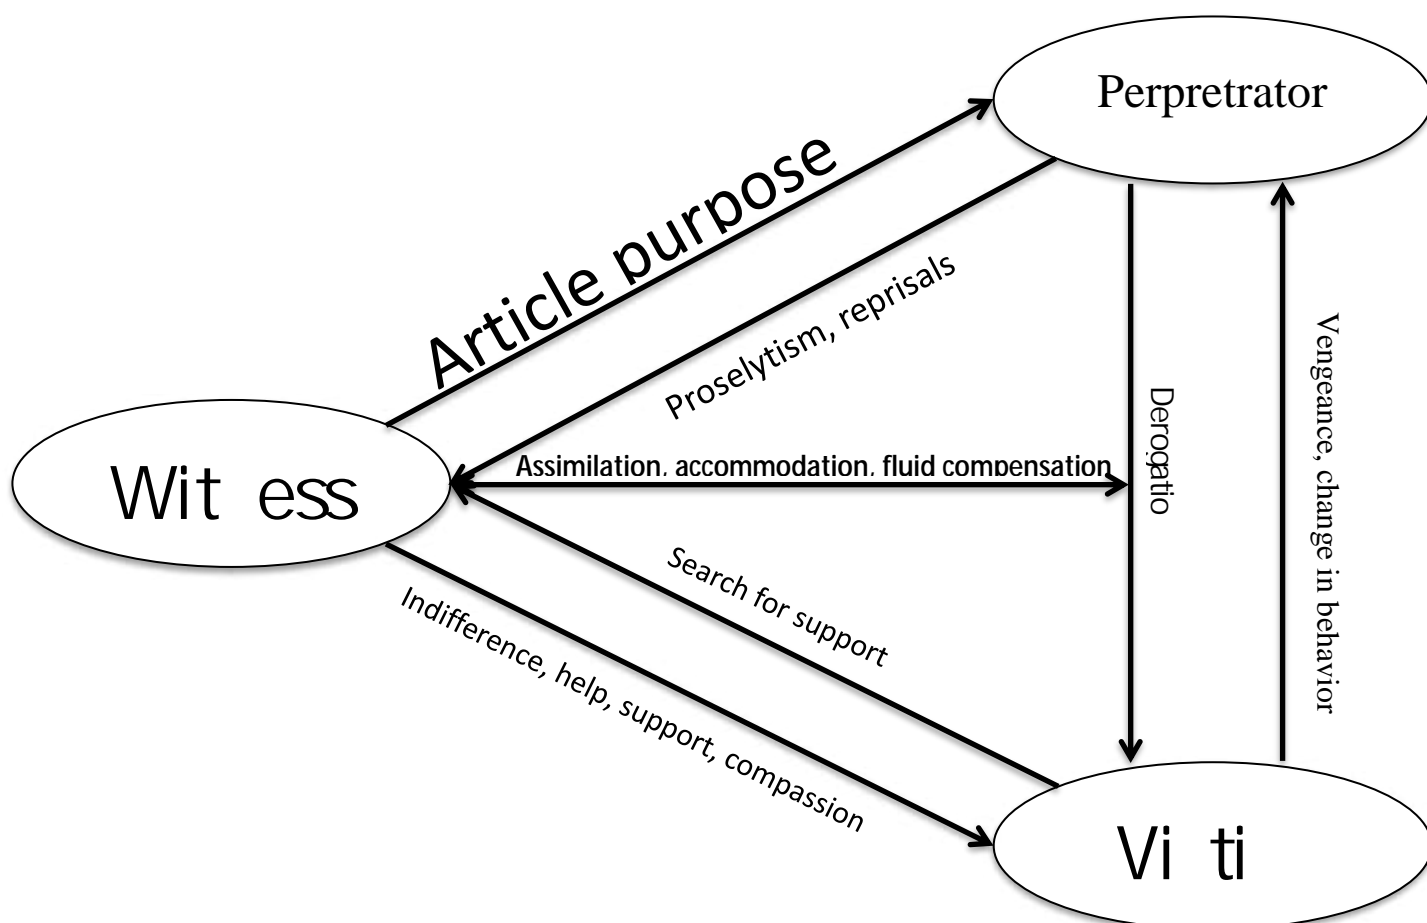 Perpretrator
Article purpose
Proselytism, reprisals
Derogatio
Vengeance, change in behavior
Assimilation, accommodation, fluid compensation
Wit ess
Search for support
Indifference, help, support, compassion
Vi ti